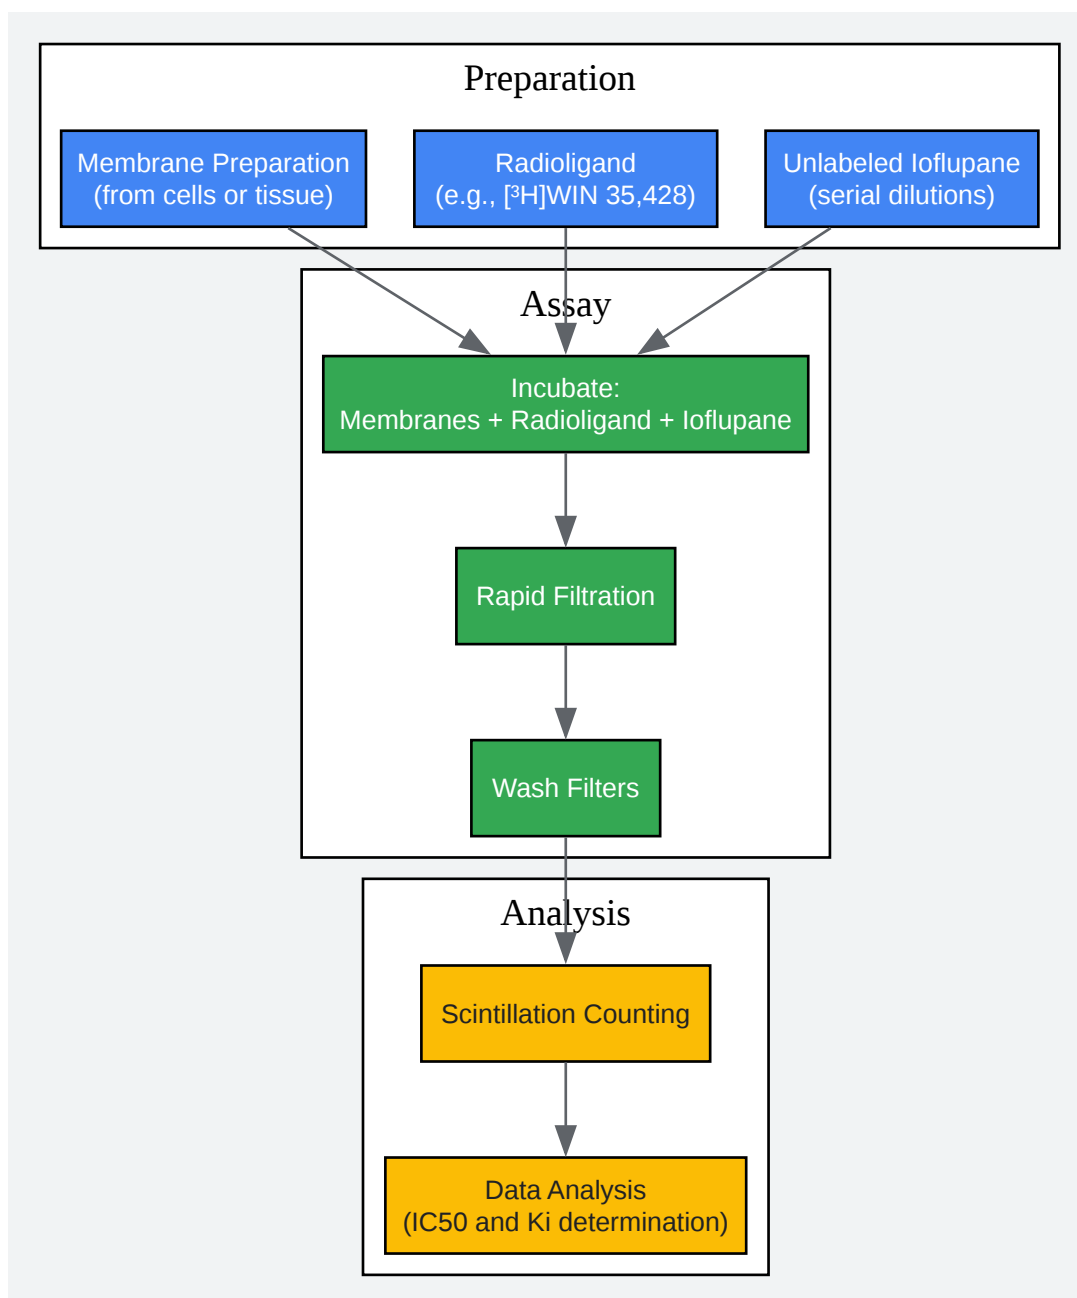 Preparation
Membrane Preparation
(from cells or tissue)
Radioligand
(e.g., [³H]WIN 35,428)
Unlabeled Ioflupane
(serial dilutions)
Assay
Incubate:
Membranes + Radioligand + Ioflupane
Rapid Filtration
Wash Filters
Analysis
Scintillation Counting
Data Analysis
(IC50 and Ki determination)